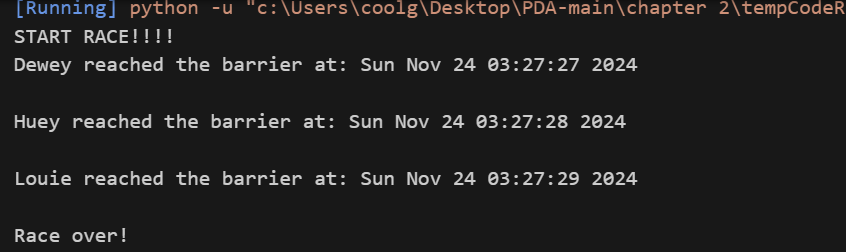 [Running] python -u "c:\Users\coolg\Desktop\PDA-main\chapter 2\tempCodeR
START RACE!!!!
Dewey reached the barrier at: Sun Nov 24 03:27:27 2024
Huey reached the barrier at: Sun Nov 24 03:27:28 2024
Louie reached the barrier at: Sun Nov 24 03:27:29 2024
Race over!